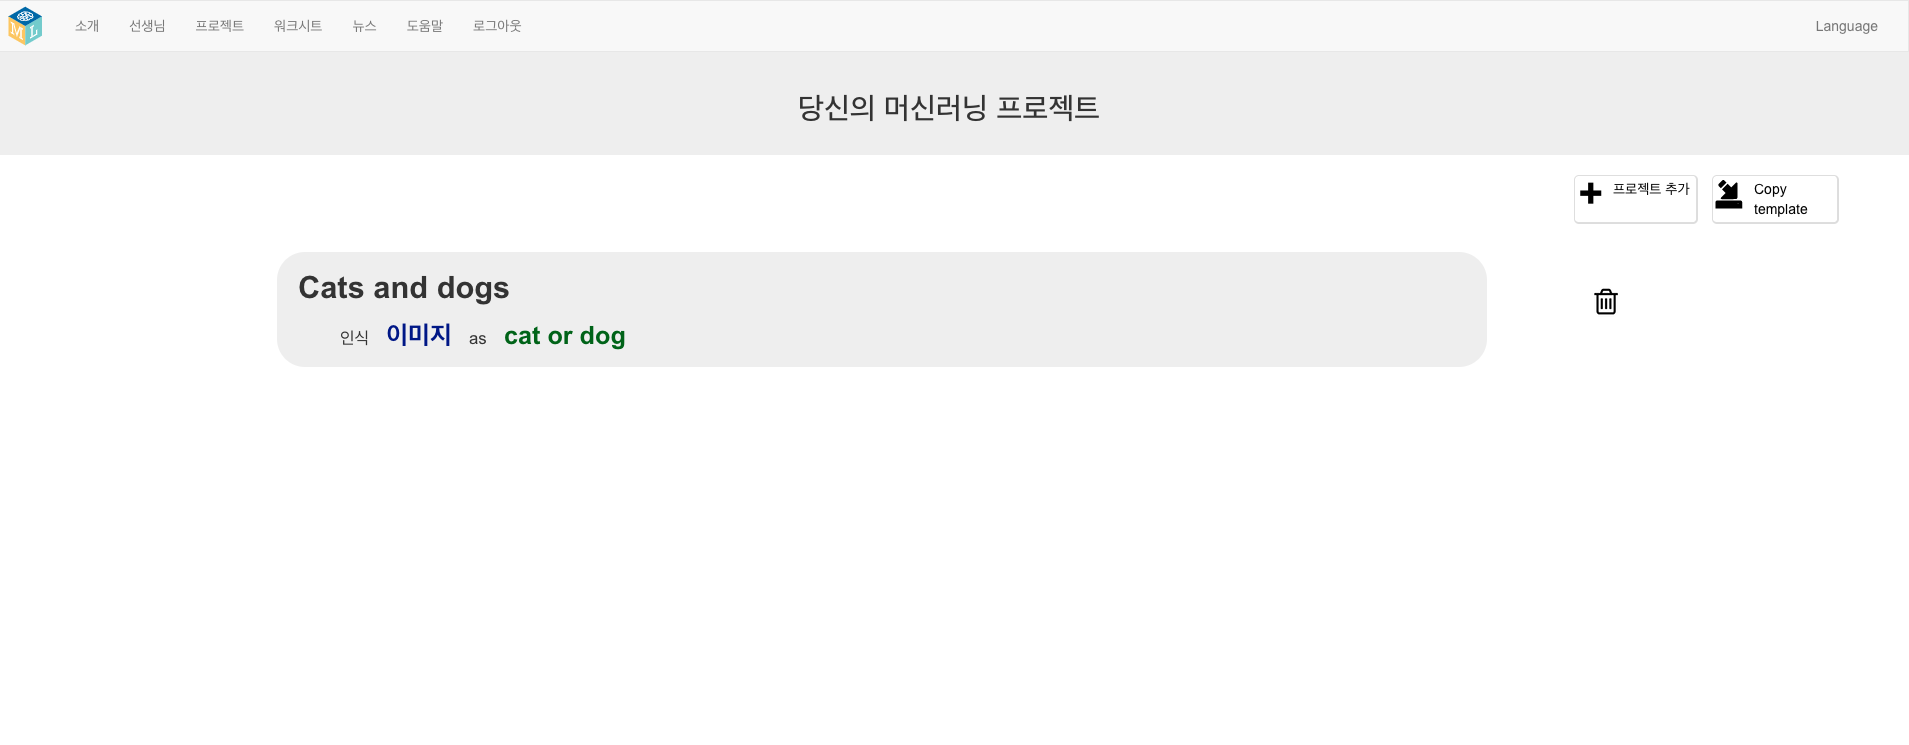 ML 소개 선생님 프로젝트 워크시트 뉴스 도움말 로그아웃 Language
당신의 머신러닝 프로젝트
프로젝트 추가
Copy
template
Cats and dogs
인식 이미지 as cat or dog